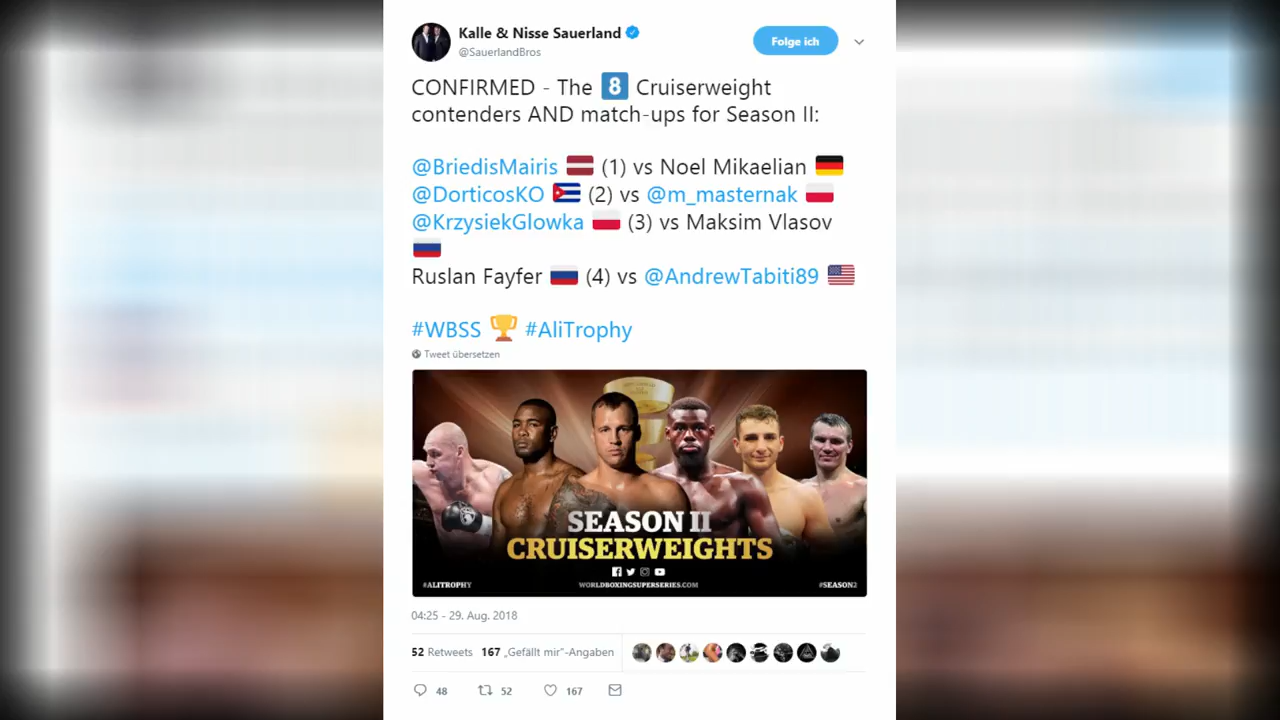 Kalle & Nisse Sauerland
@SauerlandBros
Folge ich
CONFIRMED - The 8 Cruiserweight
contenders AND match-ups for Season II:
@BriedisMairis (1) vs Noel Mikaelian
@DorticosKO (2) vs @m_masternak
@KrzysiekGlowka (3) vs Maksim Vlasov
Ruslan Fayfer (4) vs @AndrewTabiti89
#WBSS #AliTrophy
Tweet übersetzen
SEASON II
CRUISERWEIGHTS
#ALITROPHY
WORLDBOXINGSUPERSERIES.COM
#SEASON2
04:25 - 29. Aug. 2018
52 Retweets 167 „Gefällt mir“-Angaben
48 52 167